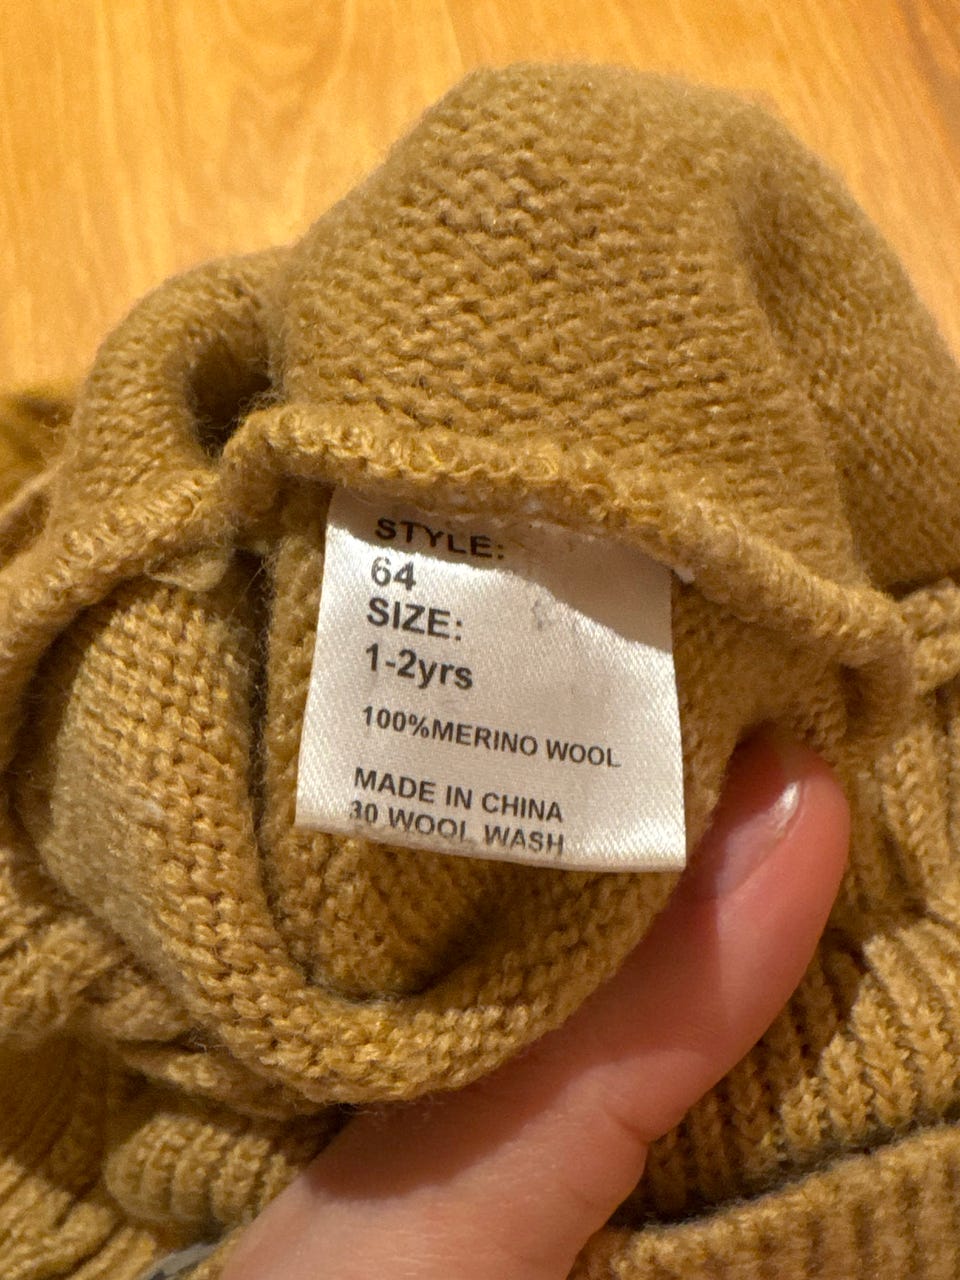 STYLE:
64
SIZE:
1-2yrs
100%MERINO WOOL
MADE IN CHINA
30 WOOL WASH